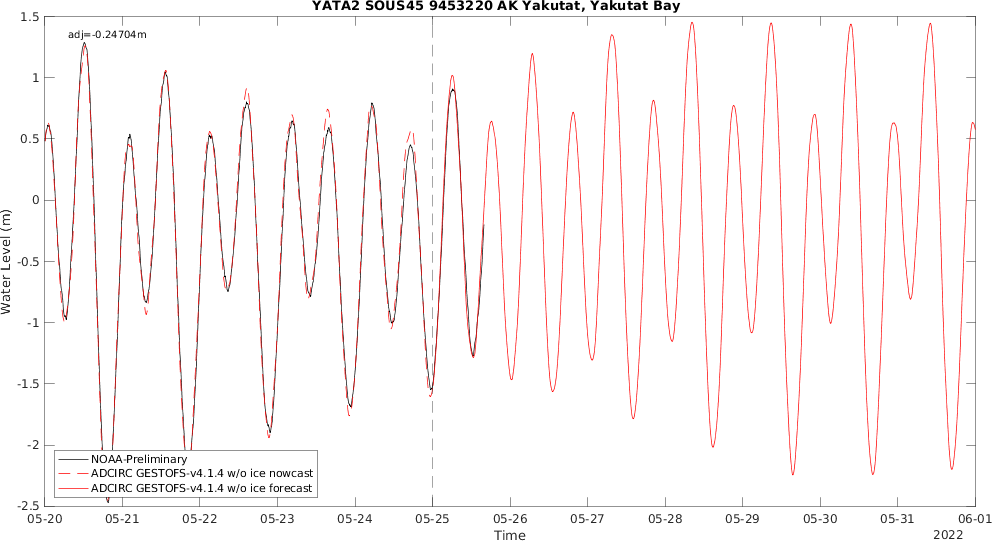 YATA2 SOUS45 9453220 AK Yakutat, Yakutat Bay
adj=-0.24704m
1.5
1
0.5
0
-0.5
-1
-1.5
-2
-2.5
Water Level (m)
NOAA-Preliminary
ADCIRC GESTOFS-v4.1.4 w/o ice nowcast
ADCIRC GESTOFS-v4.1.4 w/o ice forecast
05-20 05-21 05-22 05-23 05-24 05-25 05-26 05-27 05-28 05-29 05-30 05-31 06-01
Time
2022